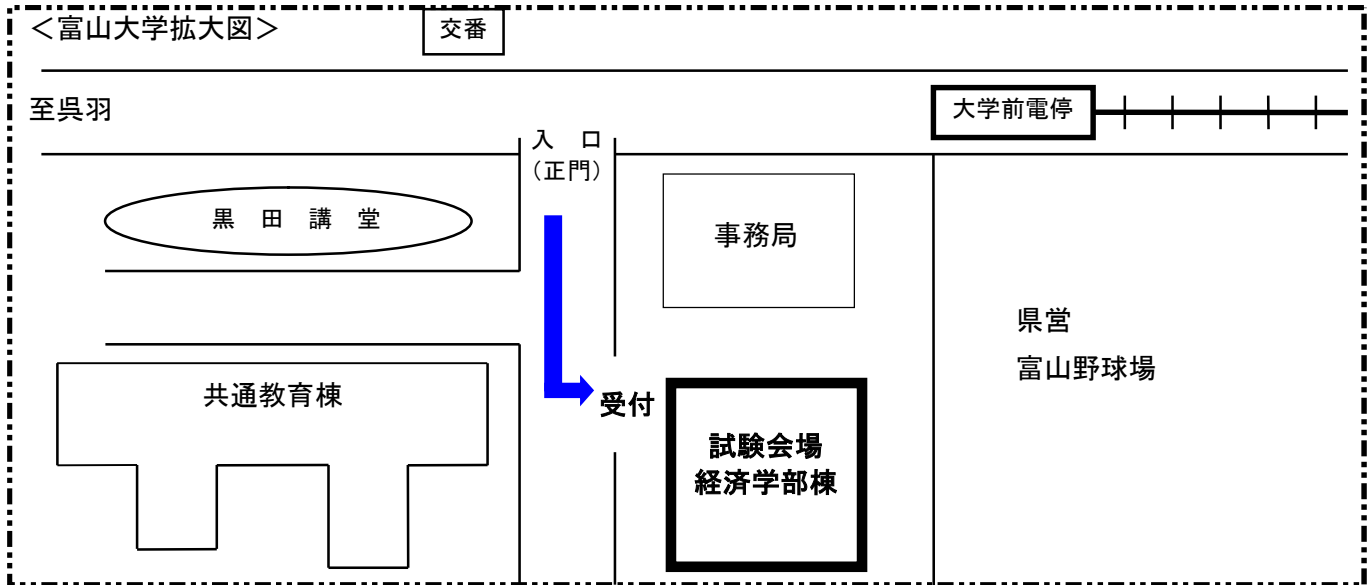 ＜富山大学拡大図＞
交番
至呉羽
大学前電停
入　口
（正門）
黒　田　講　堂
事務局
県営
富山野球場
共通教育棟
受付
試験会場
経済学部棟